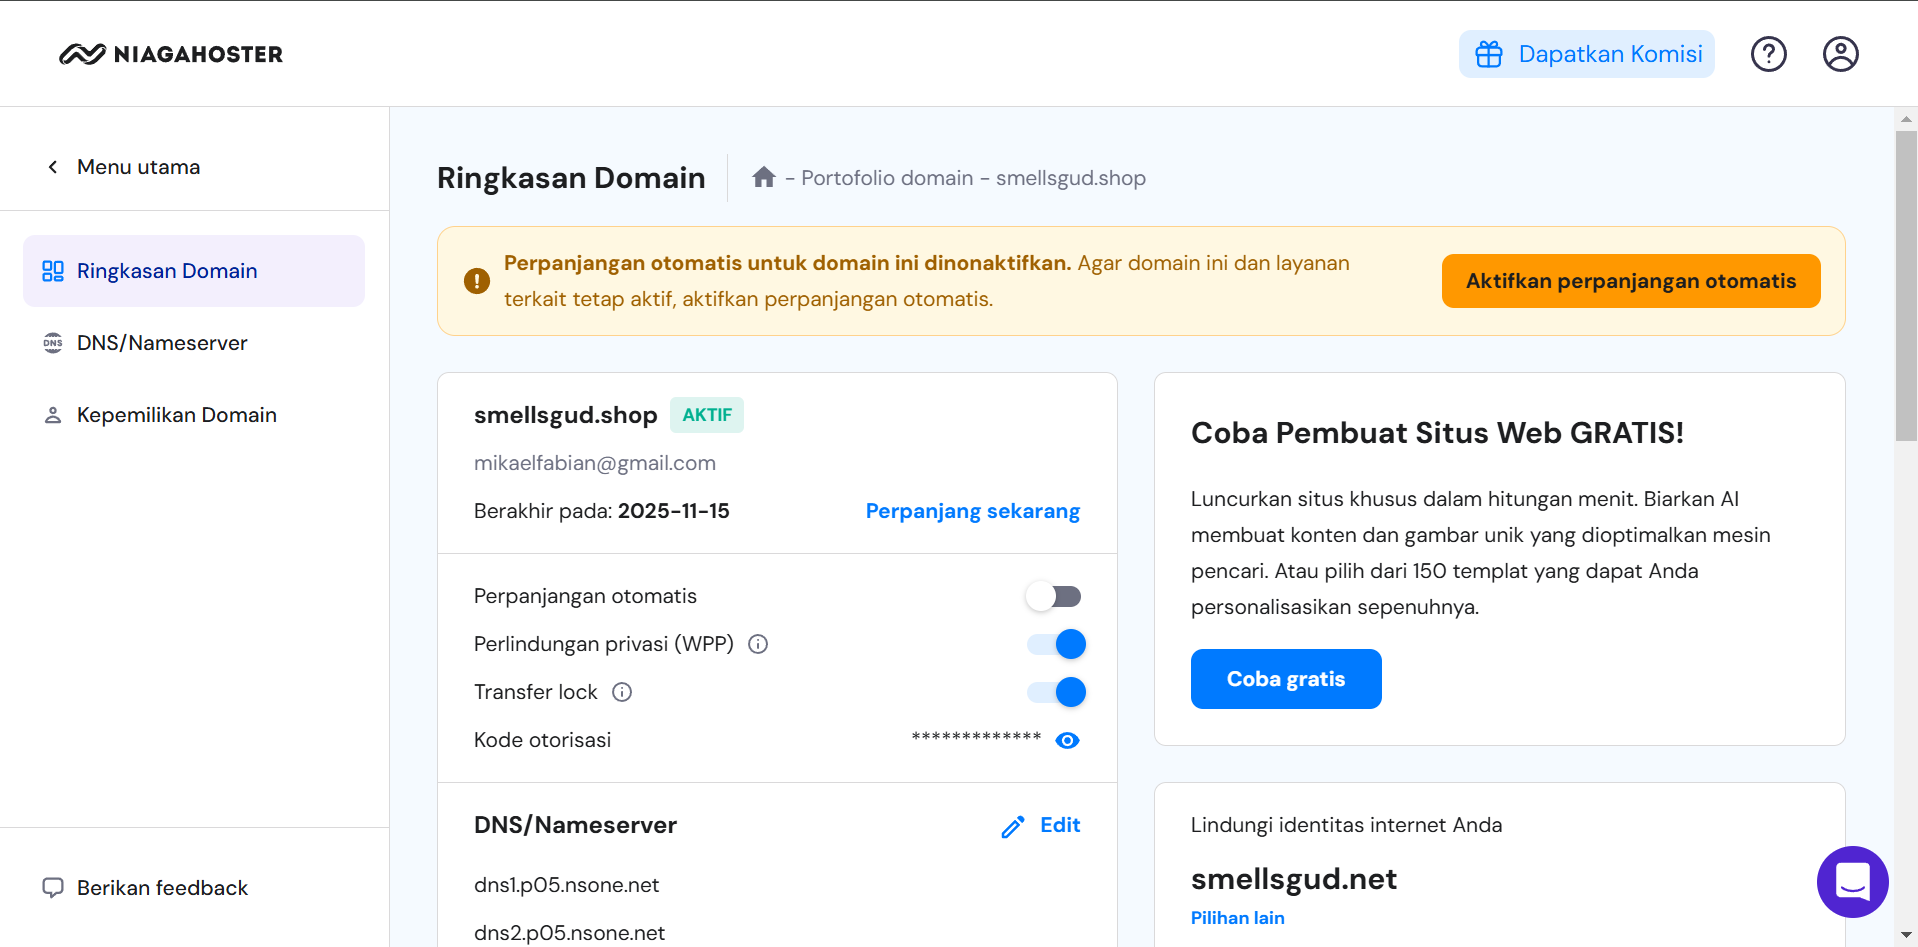 NIAGAHOSTER
Dapatkan Komisi
?
Menu utama
Ringkasan Domain
DNS
DNS/Nameserver
Kepemilikan Domain
Berikan feedback
Ringkasan Domain
– Portofolio domain – smellsgud.shop
Perpanjangan otomatis untuk domain ini dinonaktifkan. Agar domain ini dan layanan
terkait tetap aktif, aktifkan perpanjangan otomatis.
Aktifkan perpanjangan otomatis
smellsgud.shop AKTIF
mikaelfabian@gmail.com
Berakhir pada: 2025-11-15 Perpanjang sekarang
Perpanjangan otomatis
Perlindungan privasi (WPP)
Transfer lock
Kode otorisasi *************
DNS/Nameserver Edit
dns1.p05.nsone.net
dns2.p05.nsone.net
Coba Pembuat Situs Web GRATIS!
Luncurkan situs khusus dalam hitungan menit. Biarkan AI
membuat konten dan gambar unik yang dioptimalkan mesin
pencari. Atau pilih dari 150 templat yang dapat Anda
personalisasikan sepenuhnya.
Coba gratis
Lindungi identitas internet Anda
smellsgud.net
Pilihan lain